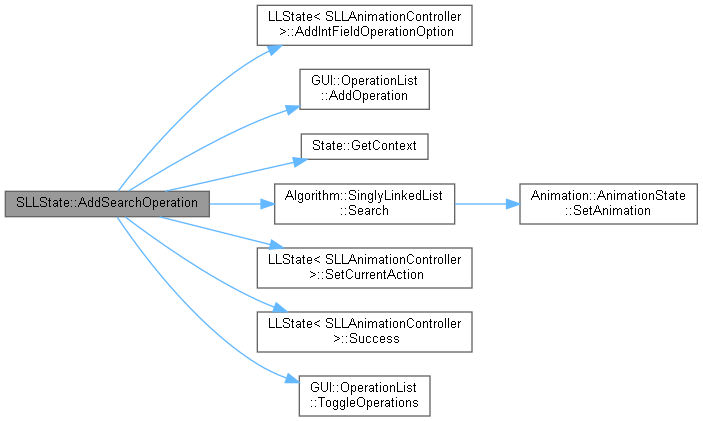 LLState< SLLAnimationController
>::AddIntFieldOperationOption
GUI::OperationList
::AddOperation
State::GetContext
SLLState::AddSearchOperation
Algorithm::SinglyLinkedList
::Search
Animation::AnimationState
::SetAnimation
LLState< SLLAnimationController
>::SetCurrentAction
LLState< SLLAnimationController
>::Success
GUI::OperationList
::ToggleOperations